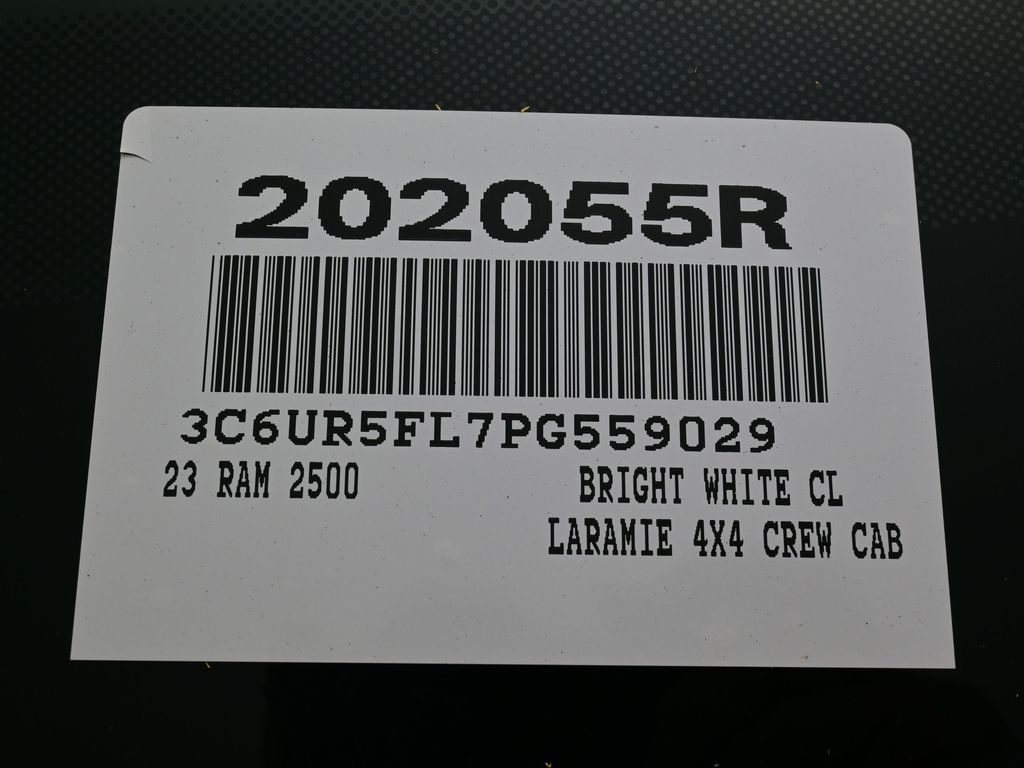 202055R
3C6UR5FL7PG559029
23 RAM 2500 BRIGHT WHITE CL
LARAMIE 4X4 CREW CAB